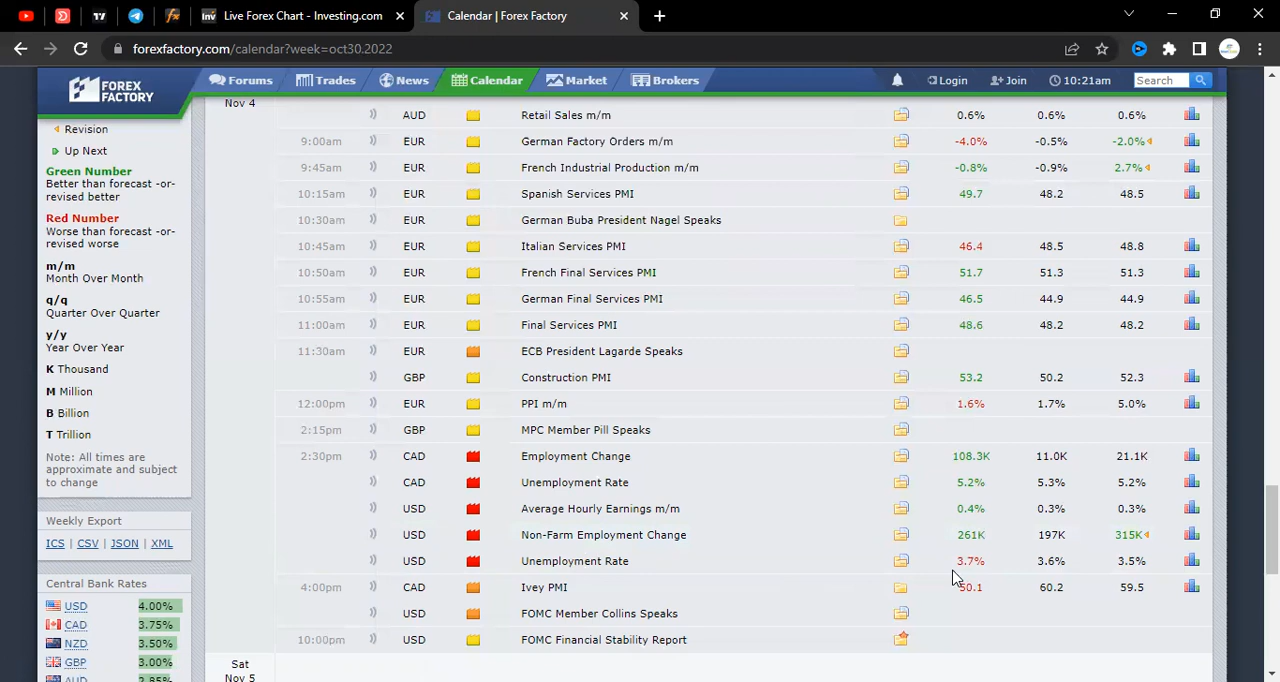 Live Forex Chart - Investing.com
Calendar | Forex Factory
forexfactory.com/calendar?week=oct30.2022
FOREX FACTORY
Forums Trades News Calendar Market Brokers Login Join 10:21am Search
Revision
Up Next
Green Number
Better than forecast -or-
revised better
Red Number
Worse than forecast -or-
revised worse
m/m
Month Over Month
q/q
Quarter Over Quarter
y/y
Year Over Year
K Thousand
M Million
B Billion
T Trillion
Note: All times are
approximate and subject
to change
Weekly Export
ICS | CSV | JSON | XML
Central Bank Rates
USD 4.00%
CAD 3.75%
NZD 3.50%
GBP 3.00%
AUD 2.85%
Nov 4
AUD Retail Sales m/m 0.6% 0.6% 0.6%
9:00am EUR German Factory Orders m/m -4.0% -0.5% -2.0%
9:45am EUR French Industrial Production m/m -0.8% -0.9% 2.7%
10:15am EUR Spanish Services PMI 49.7 48.2 48.5
10:30am EUR German Buba President Nagel Speaks
10:45am EUR Italian Services PMI 46.4 48.5 48.8
10:50am EUR French Final Services PMI 51.7 51.3 51.3
10:55am EUR German Final Services PMI 46.5 44.9 44.9
11:00am EUR Final Services PMI 48.6 48.2 48.2
11:30am EUR ECB President Lagarde Speaks
GBP Construction PMI 53.2 50.2 52.3
12:00pm EUR PPI m/m 1.6% 1.7% 5.0%
2:15pm GBP MPC Member Pill Speaks
2:30pm CAD Employment Change 108.3K 11.0K 21.1K
CAD Unemployment Rate 5.2% 5.3% 5.2%
USD Average Hourly Earnings m/m 0.4% 0.3% 0.3%
USD Non-Farm Employment Change 261K 197K 315K
USD Unemployment Rate 3.7% 3.6% 3.5%
4:00pm CAD Ivey PMI 50.1 60.2 59.5
USD FOMC Member Collins Speaks
10:00pm USD FOMC Financial Stability Report
Sat
Nov 5